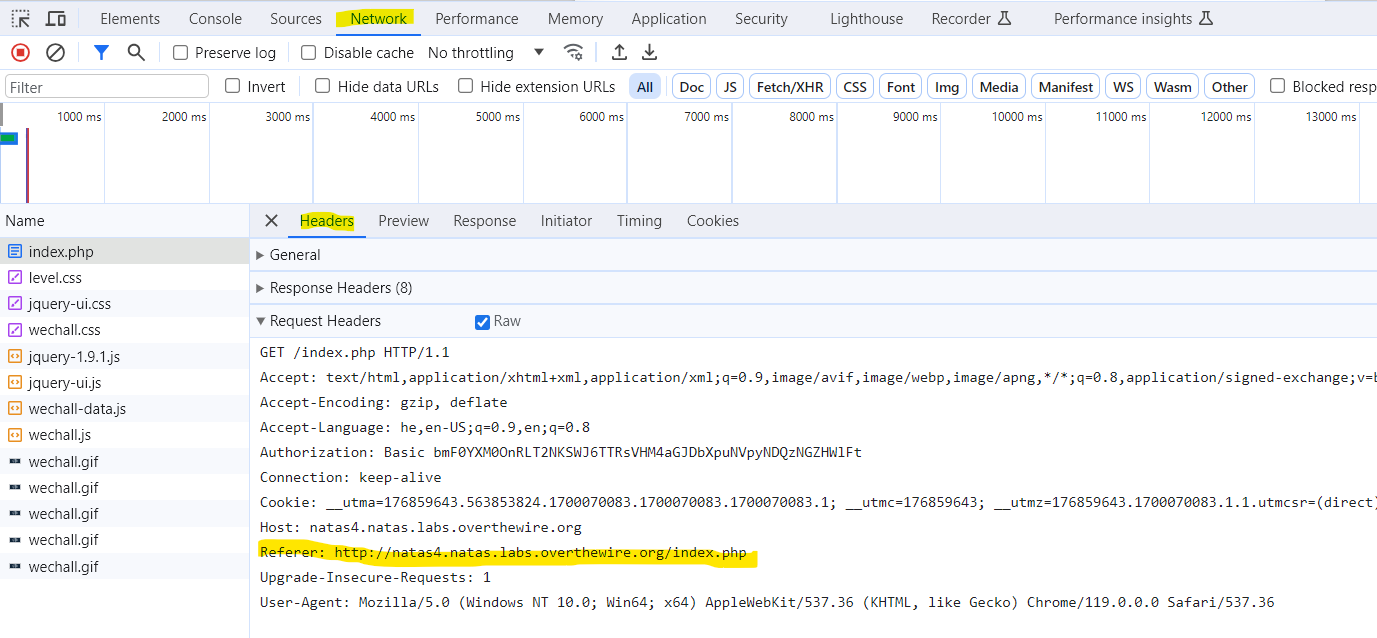 Elements Console Sources Network Performance Memory Application Security Lighthouse Recorder Performance insights
Preserve log Disable cache No throttling
Filter Invert Hide data URLs Hide extension URLs All Doc JS Fetch/XHR CSS Font Img Media Manifest WS Wasm Other Blocked resp
1000 ms 2000 ms 3000 ms 4000 ms 5000 ms 6000 ms 7000 ms 8000 ms 9000 ms 10000 ms 11000 ms 12000 ms 13000 ms
Name
index.php
level.css
jquery-ui.css
wechall.css
jquery-1.9.1.js
jquery-ui.js
wechall-data.js
wechall.js
wechall.gif
wechall.gif
wechall.gif
wechall.gif
wechall.gif
Headers Preview Response Initiator Timing Cookies
General
Response Headers (8)
Request Headers Raw
GET /index.php HTTP/1.1
Accept: text/html,application/xhtml+xml,application/xml;q=0.9,image/avif,image/webp,image/apng,*/*;q=0.8,application/signed-exchange;v=b
Accept-Encoding: gzip, deflate
Accept-Language: he,en-US;q=0.9,en;q=0.8
Authorization: Basic bmF0YXM0OnRLT2NKSWJ6TTRsVHM4aGJDbXpuNVpyNDQzNGZHWlFt
Connection: keep-alive
Cookie: __utma=176859643.563853824.1700070083.1700070083.1700070083.1; __utmc=176859643; __utmz=176859643.1700070083.1.1.utmcsr=(direct)
Host: natas4.natas.labs.overthewire.org
Referer: http://natas4.natas.labs.overthewire.org/index.php
Upgrade-Insecure-Requests: 1
User-Agent: Mozilla/5.0 (Windows NT 10.0; Win64; x64) AppleWebKit/537.36 (KHTML, like Gecko) Chrome/119.0.0.0 Safari/537.36